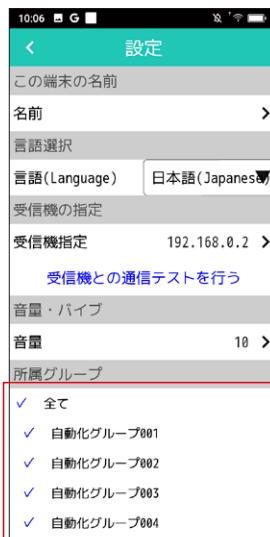 10:06 G
設定
この端末の名前
名前
言語選択
言語(Language) 日本語(Japanese)
受信機の指定
受信機指定 192.168.0.2
受信機との通信テストを行う
音量・バイブ
音量 10
所属グループ
全て
自動化グループ001
自動化グループ002
自動化グループ003
自動化グループ004